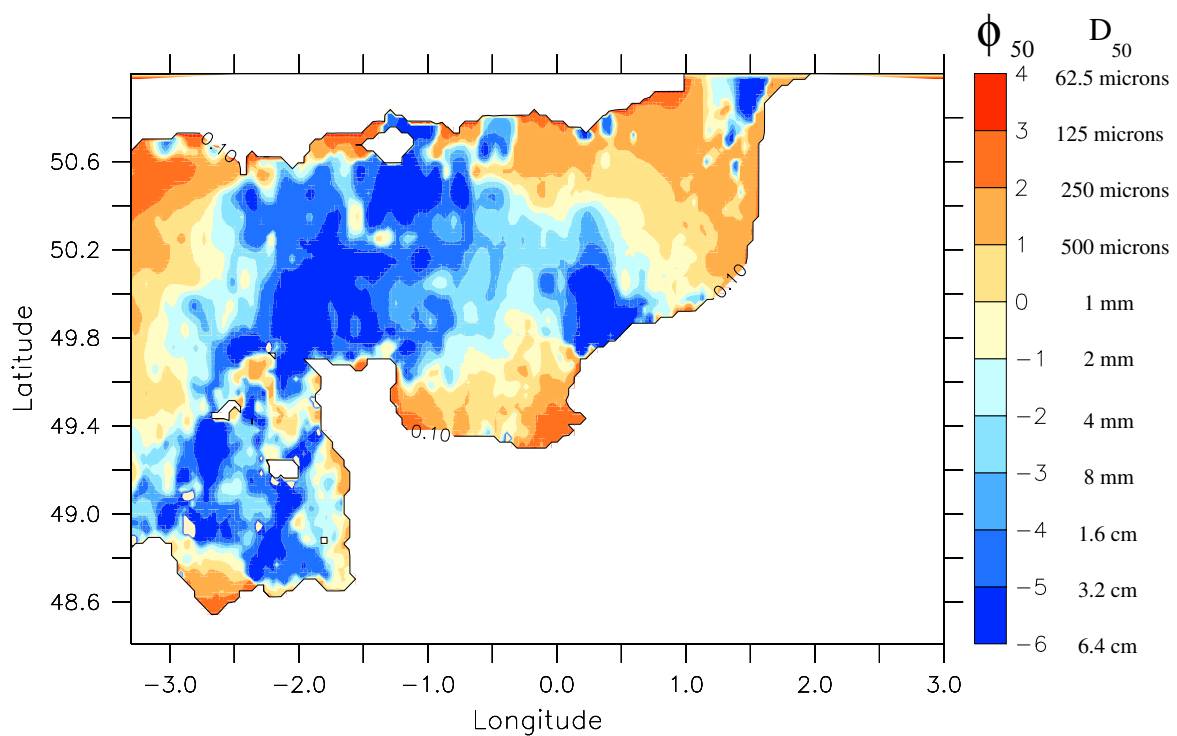 ϕ 50 D 50
4 62.5 microns
3 125 microns
2 250 microns
1 500 microns
0 1 mm
−1 2 mm
−2 4 mm
−3 8 mm
−4 1.6 cm
−5 3.2 cm
−6 6.4 cm
0.10
0.10
0.10
50.6
50.2
49.8
49.4
49.0
48.6
Latitude
−3.0 −2.0 −1.0 0.0 1.0 2.0 3.0
Longitude